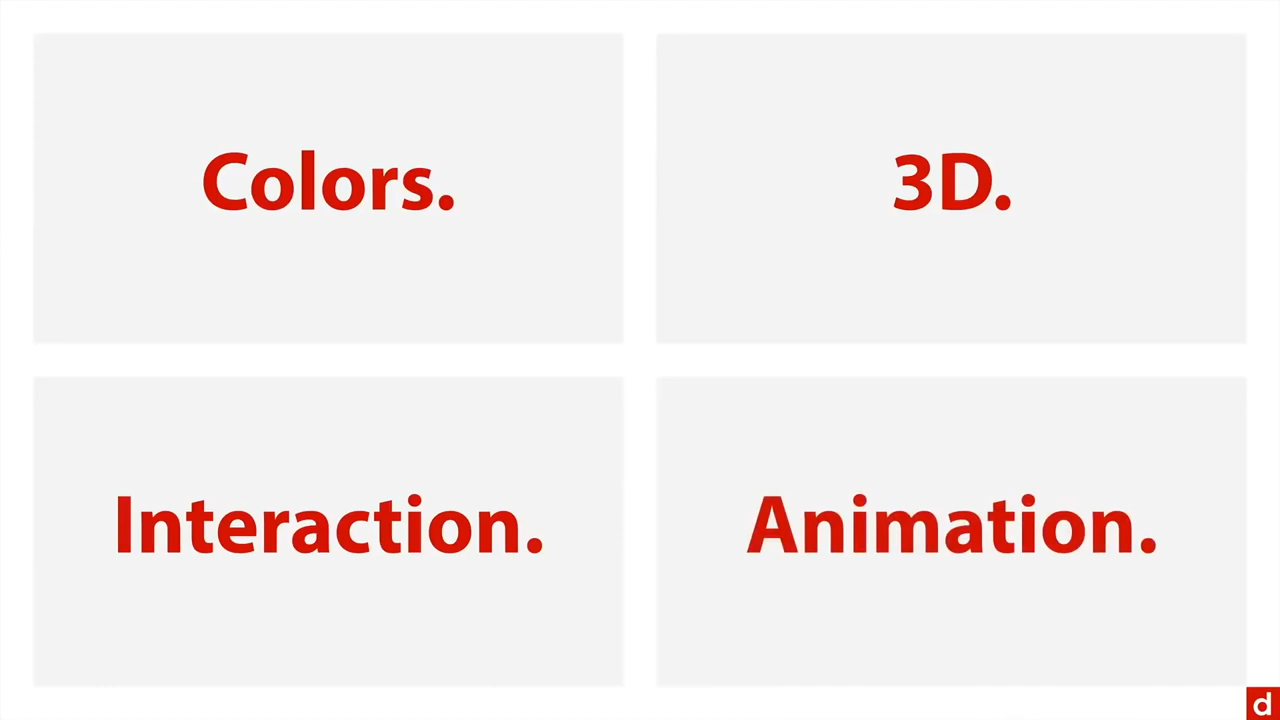 Colors.
3D.
Interaction.
Animation.
d